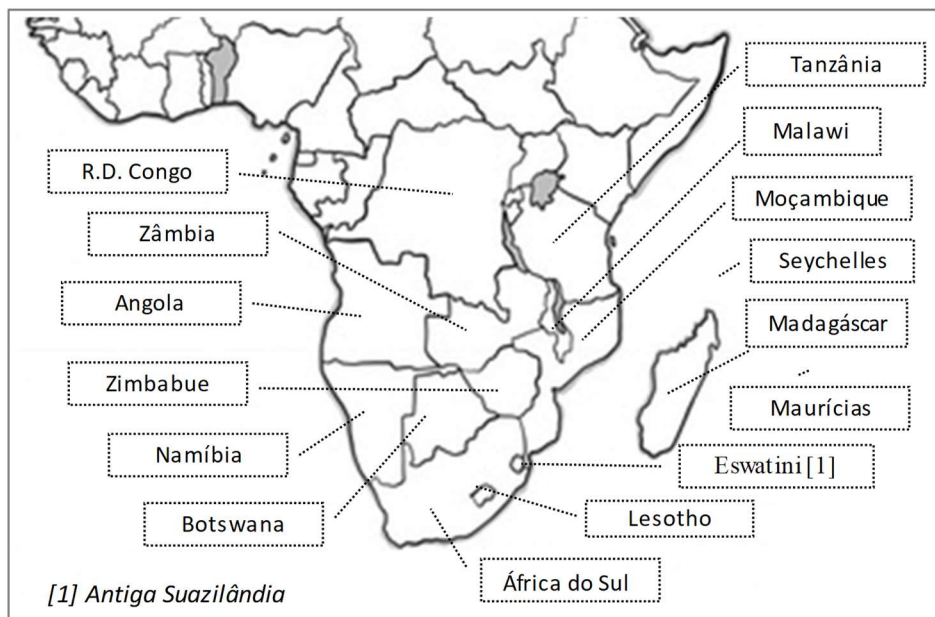 Tanzânia
Malawi
R.D. Congo
Moçambique
Zâmbia
Seychelles
Angola
Madagáscar
Zimbabue
Maurícias
Namíbia
Eswatini [1]
Botswana
Lesotho
África do Sul
[1] Antiga Suazilândia